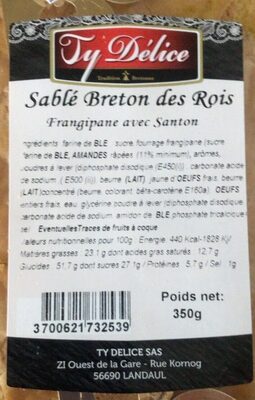 Ty Délice
Tradition Bretonne
Sablé Breton des Rois
Frangipane avec Santon
Ingrédients farine de BLE sucre, fourrage frangipane (sucre
farine de BLE, AMANDES râpées (11% minimum), arômes,
poudres à lever (diphosphate disodique (E450(i)) carbonate acide
de sodium ( E500 (ii)) beurre (LAIT) jaune d'OEUFS frais, beurre
(LAIT)concentré (beurre, colorant, bêta-carotène E160a) OEUFS
entiers frais, eau glycérine poudre à lever (diphosphate disodique
carbonate acide de sodium amidon de BLE phosphate tricalcique
sel) EventuellesTraces de fruits à coque
Valeurs nutritionnelles pour 100g Energie 440 Kcal-1828 Kj/
Matières grasses : 23.1 g dont acides gras saturés : 12.7 g
Glucides : 51.7 g dont sucres 27.1g / Protéines : 5.7 g / Sel : 1g
3700621732539
Poids net:
350g
TY DELICE SAS
ZI Ouest de la Gare - Rue Kornog
56690 LANDAUL